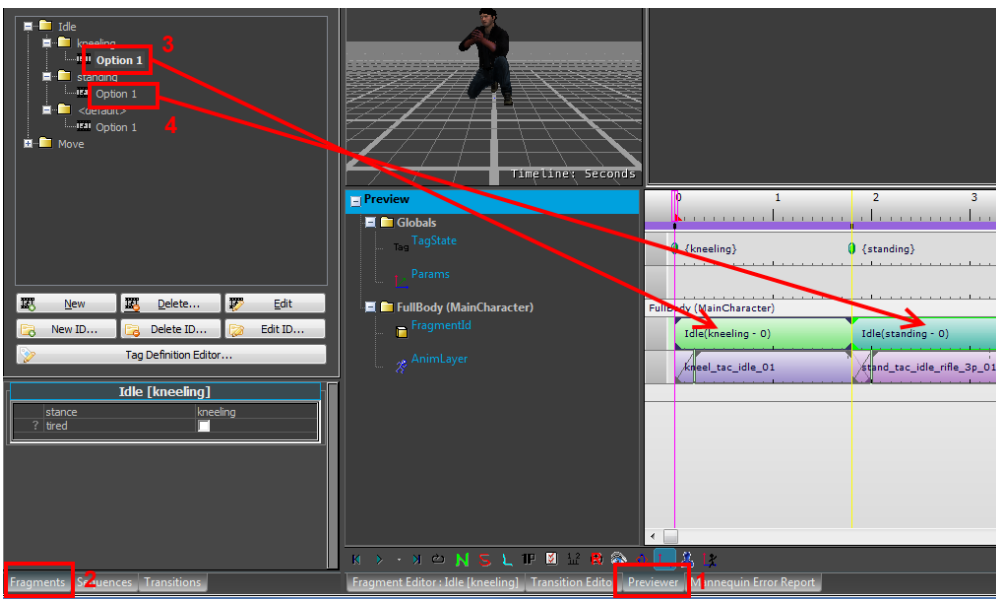 Idle
kneeling
3
Option 1
standing
Option 1
<default>
4
Option 1
Move
Timeline: Seconds
New
Delete...
Edit
New ID...
Delete ID...
Edit ID...
Tag Definition Editor...
Idle [kneeling]
stance kneeling
? tired
Fragments
2
Sequences
Transitions
Preview
Globals
Tag TagState
Params
FullBody (MainCharacter)
FragmentId
AnimLayer
0 1 2 3
{kneeling} {standing}
FullBody (MainCharacter)
Idle(kneeling - 0) Idle(standing - 0)
kneel_tac_idle_01 stand_tac_idle_rifle_3p_01
1P
Fragment Editor : Idle [kneeling]
Transition Edito
Previewer
1
Mannequin Error Report